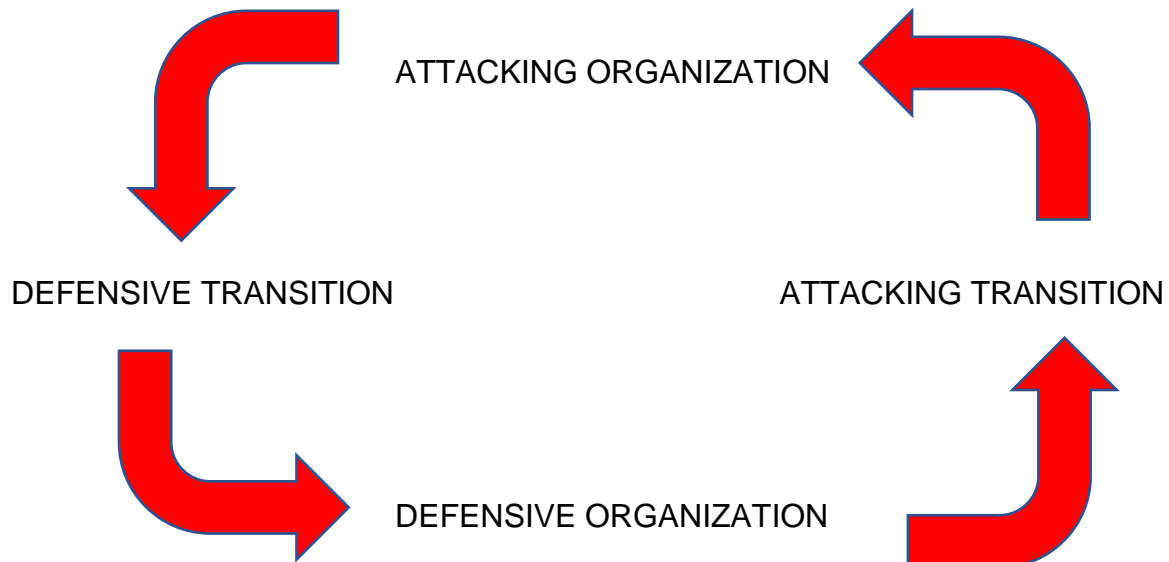 ATTACKING ORGANIZATION
DEFENSIVE TRANSITION
ATTACKING TRANSITION
DEFENSIVE ORGANIZATION